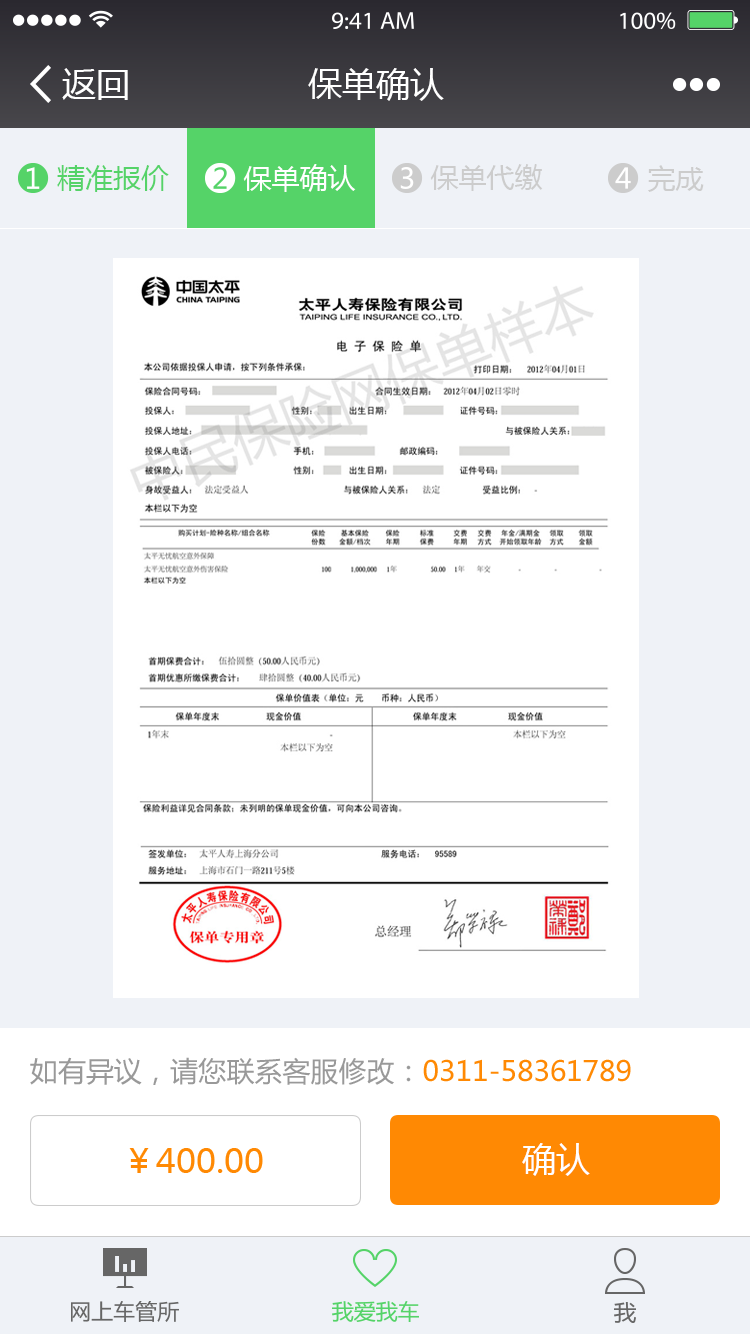 9:41 AM 100%
返回 保单确认
1 精准报价 2 保单确认 3 保单代缴 4 完成
中国太平
CHINA TAIPING
太平人寿保险有限公司
TAIPING LIFE INSURANCE CO.,LTD.
电子保险单
本公司依据投保人申请，按下列条件承保： 打印日期： 2012年04月01日
保险合同号码： 合同生效日期： 2012年04月02日零时
投保人： 性别： 出生日期： 证件号码：
投保人地址： 与被保险人关系：
投保人电话： 手机： 邮政编码：
被保险人： 性别： 出生日期： 证件号码：
身故受益人： 法定受益人 与被保险人关系： 法定 受益比例： -
本栏以下为空
中民保险网保单样本
购买计划-险种名称/组合名称 保险份数 基本保险金额/档次 保险年期 标准保费 交费年期 交费方式 年金/满期金开始领取年龄 领取方式 领取金额
太平无忧航空意外保障
太平无忧航空意外伤害保险 100 1,000,000 1年 50.00 1年 年交 - - -
本栏以下为空
首期保费合计： 伍拾圆整（50.00人民币元）
首期优惠所缴保费合计： 肆拾圆整（40.00人民币元）
保单价值表（单位：元 币种：人民币）
保单年度末 现金价值 保单年度末 现金价值
1年末 - 本栏以下为空
本栏以下为空
保险利益详见合同条款；未列明的保单现金价值，可向本公司咨询。
签发单位： 太平人寿上海分公司 服务电话： 95589
服务地址： 上海市石门一路211号5楼
太平人寿保险有限公司
保单专用章
总经理
如有异议，请您联系客服修改：0311-58361789
¥400.00 确认
网上车管所 我爱我车 我